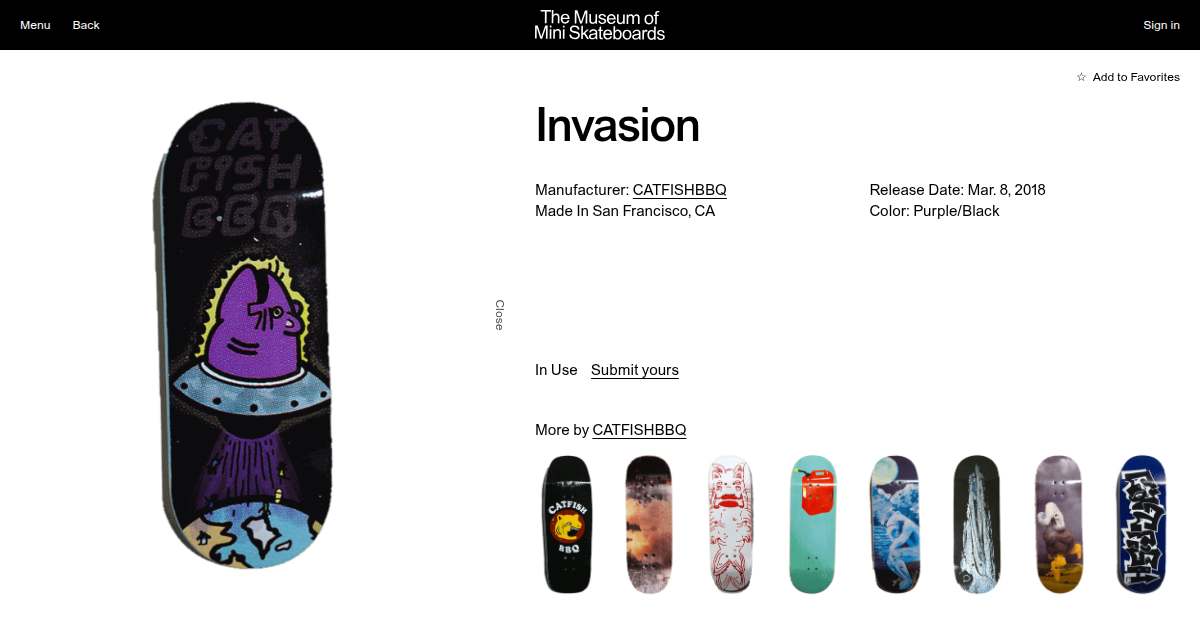 Menu
Back
The Museum of
Mini Skateboards
Sign in
☆ Add to Favorites
CAT
FISH
BBQ
Invasion
Manufacturer: CATFISHBBQ
Made In San Francisco, CA
Release Date: Mar. 8, 2018
Color: Purple/Black
Close
In Use Submit yours
More by CATFISHBBQ
CATFISH
BBQ